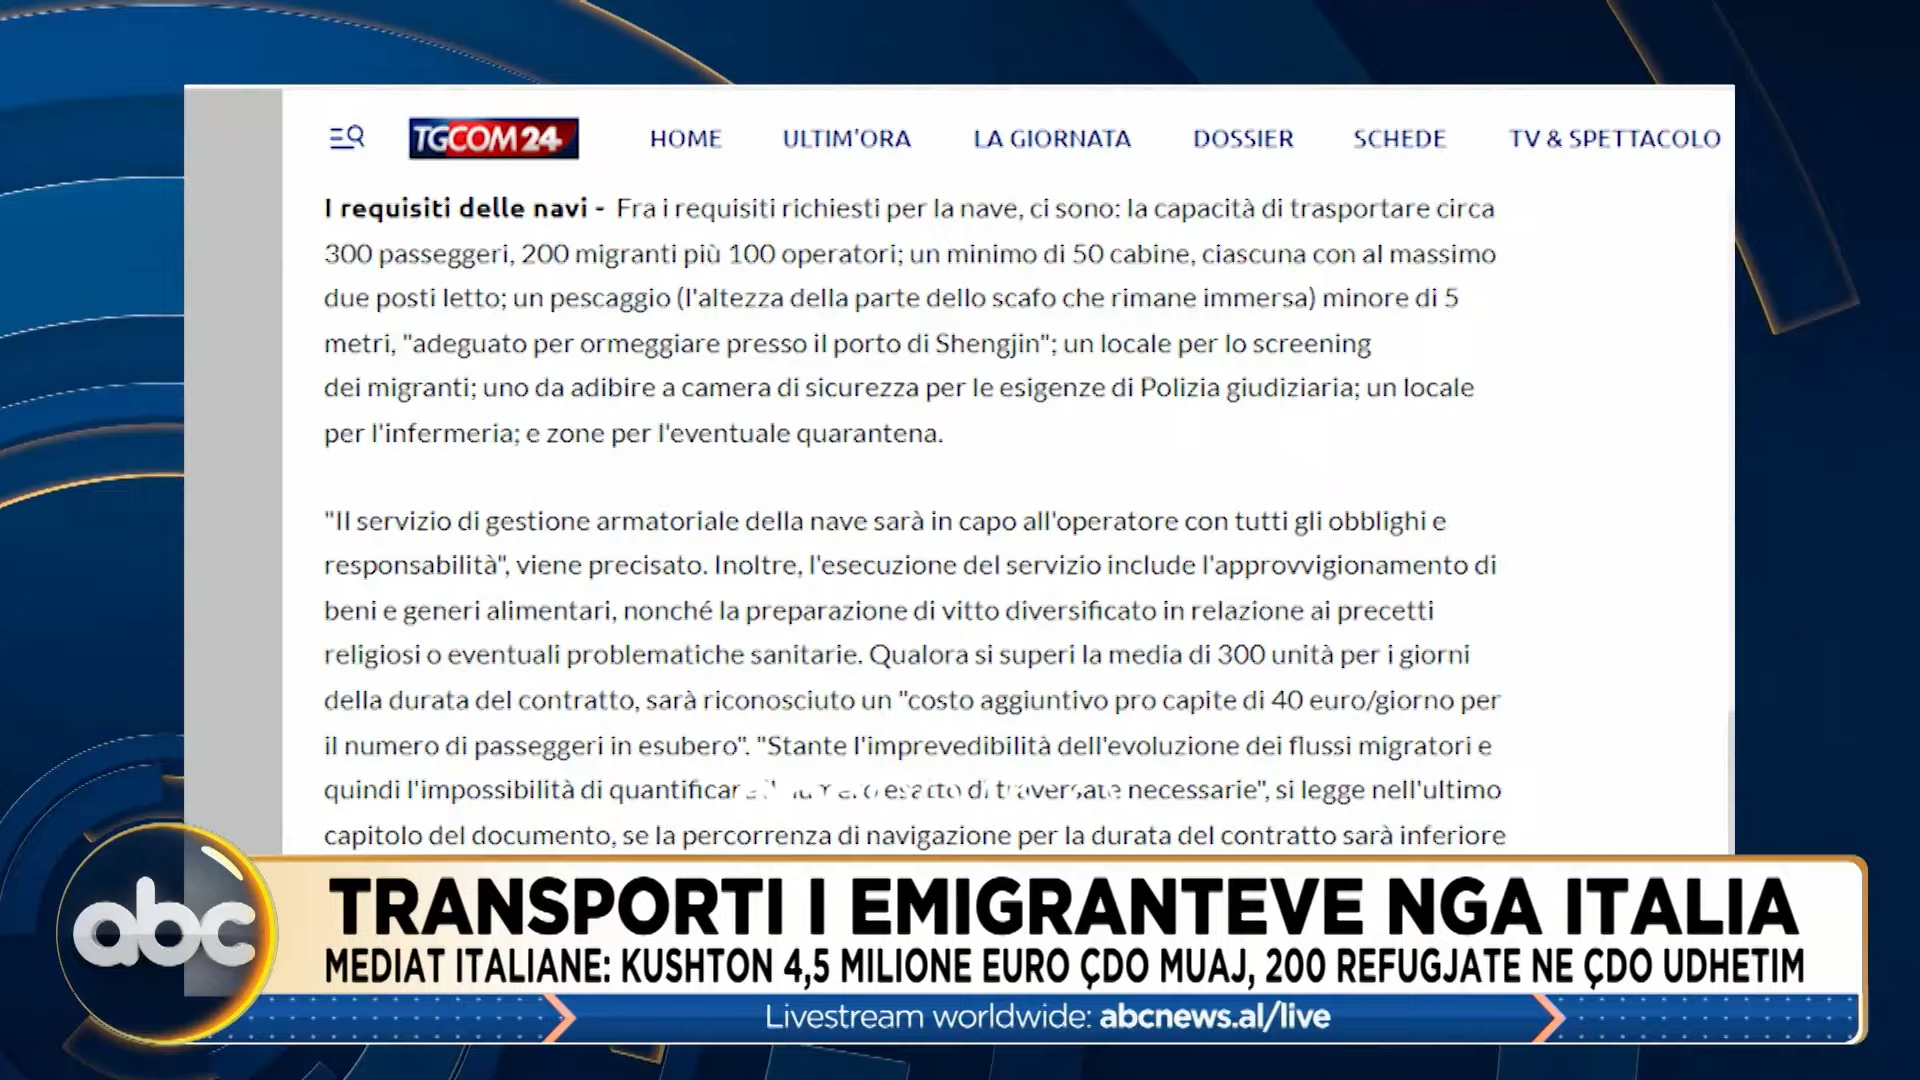 TGCOM24 HOME ULTIM'ORA LA GIORNATA DOSSIER SCHEDE TV & SPETTACOLO
I requisiti delle navi - Fra i requisiti richiesti per la nave, ci sono: la capacità di trasportare circa
300 passeggeri, 200 migranti più 100 operatori; un minimo di 50 cabine, ciascuna con al massimo
due posti letto; un pescaggio (l'altezza della parte dello scafo che rimane immersa) minore di 5
metri, "adeguato per ormeggiare presso il porto di Shengjin"; un locale per lo screening
dei migranti; uno da adibire a camera di sicurezza per le esigenze di Polizia giudiziaria; un locale
per l'infermeria; e zone per l'eventuale quarantena.
"Il servizio di gestione armatoriale della nave sarà in capo all'operatore con tutti gli obblighi e
responsabilità", viene precisato. Inoltre, l'esecuzione del servizio include l'approvvigionamento di
beni e generi alimentari, nonché la preparazione di vitto diversificato in relazione ai precetti
religiosi o eventuali problematiche sanitarie. Qualora si superi la media di 300 unità per i giorni
della durata del contratto, sarà riconosciuto un "costo aggiuntivo pro capite di 40 euro/giorno per
il numero di passeggeri in esubero". "Stante l'imprevedibilità dell'evoluzione dei flussi migratori e
quindi l'impossibilità di quantificare esatto di traversate necessarie", si legge nell'ultimo
capitolo del documento, se la percorrenza di navigazione per la durata del contratto sarà inferiore
abc
TRANSPORTI I EMIGRANTEVE NGA ITALIA
MEDIAT ITALIANE: KUSHTON 4,5 MILIONE EURO ÇDO MUAJ, 200 REFUGJATE NE ÇDO UDHETIM
Livestream worldwide: abcnews.al/live